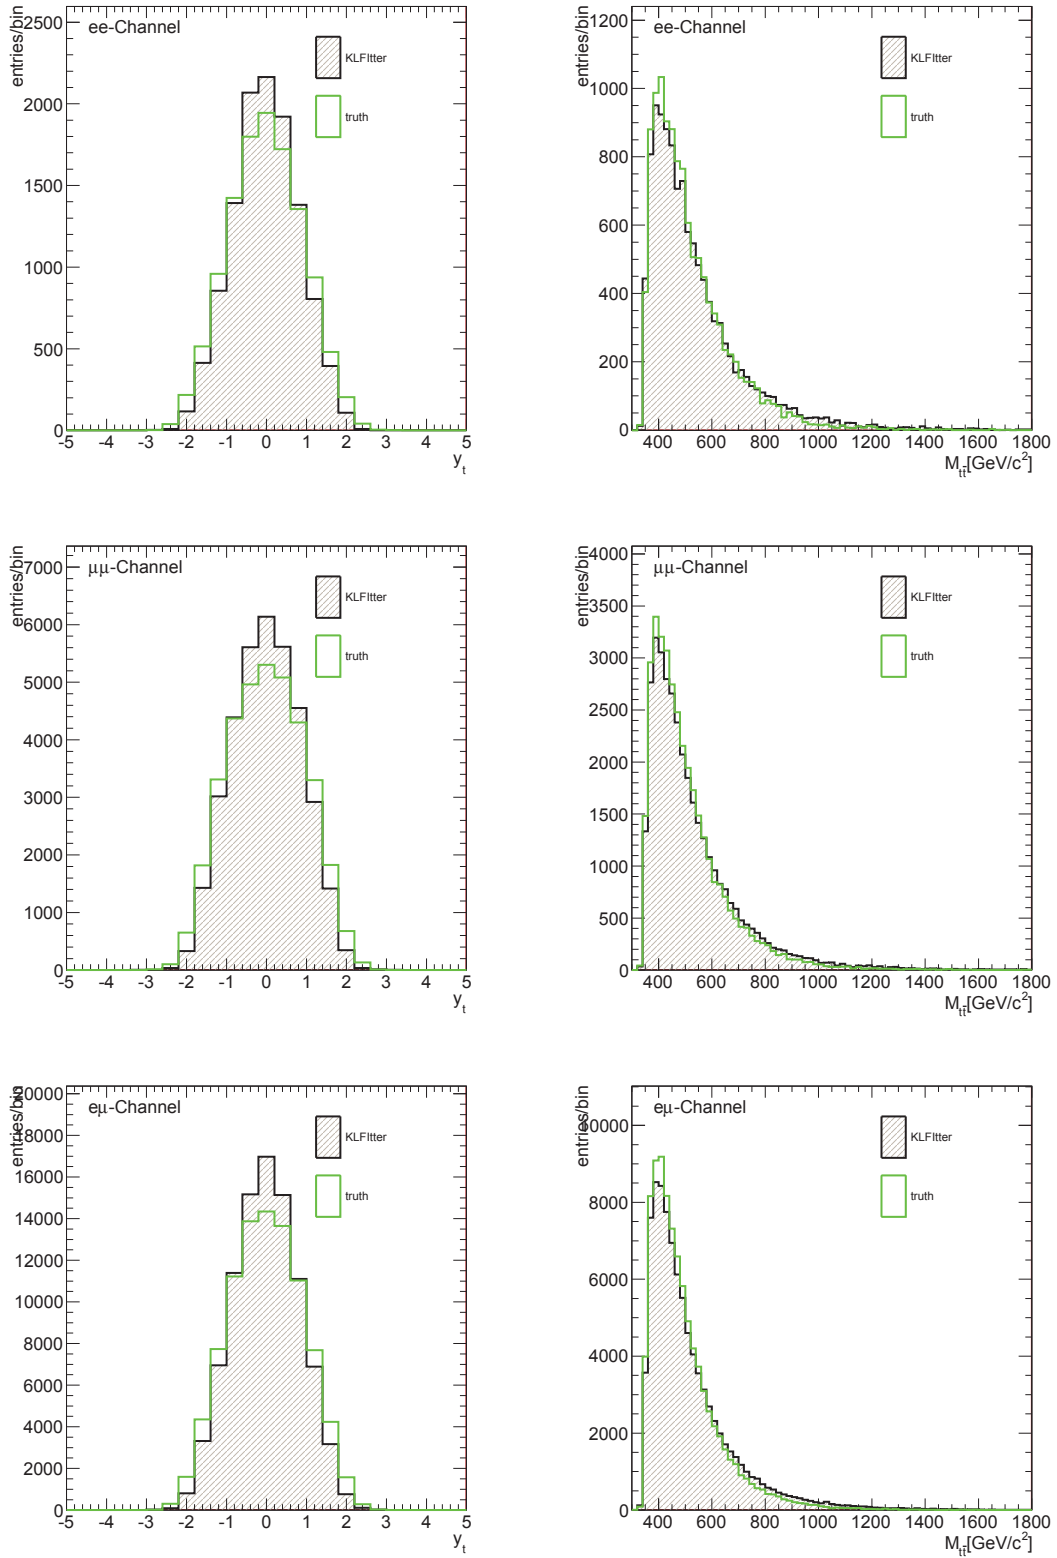 entries/bin
ee-Channel
KLFItter
truth
2500
2000
1500
1000
500
0
-5 -4 -3 -2 -1 0 1 2 3 4 5
y_t
entries/bin
ee-Channel
KLFItter
truth
1200
1000
800
600
400
200
0
400 600 800 1000 1200 1400 1600 1800
M_tt̄[GeV/c²]
entries/bin
μμ-Channel
KLFItter
truth
7000
6000
5000
4000
3000
2000
1000
0
-5 -4 -3 -2 -1 0 1 2 3 4 5
y_t
entries/bin
μμ-Channel
KLFItter
truth
4000
3500
3000
2500
2000
1500
1000
500
0
400 600 800 1000 1200 1400 1600 1800
M_tt̄[GeV/c²]
entries/bin
eμ-Channel
KLFItter
truth
20000
18000
16000
14000
12000
10000
8000
6000
4000
2000
0
-5 -4 -3 -2 -1 0 1 2 3 4 5
y_t
entries/bin
eμ-Channel
KLFItter
truth
10000
8000
6000
4000
2000
0
400 600 800 1000 1200 1400 1600 1800
M_tt̄[GeV/c²]